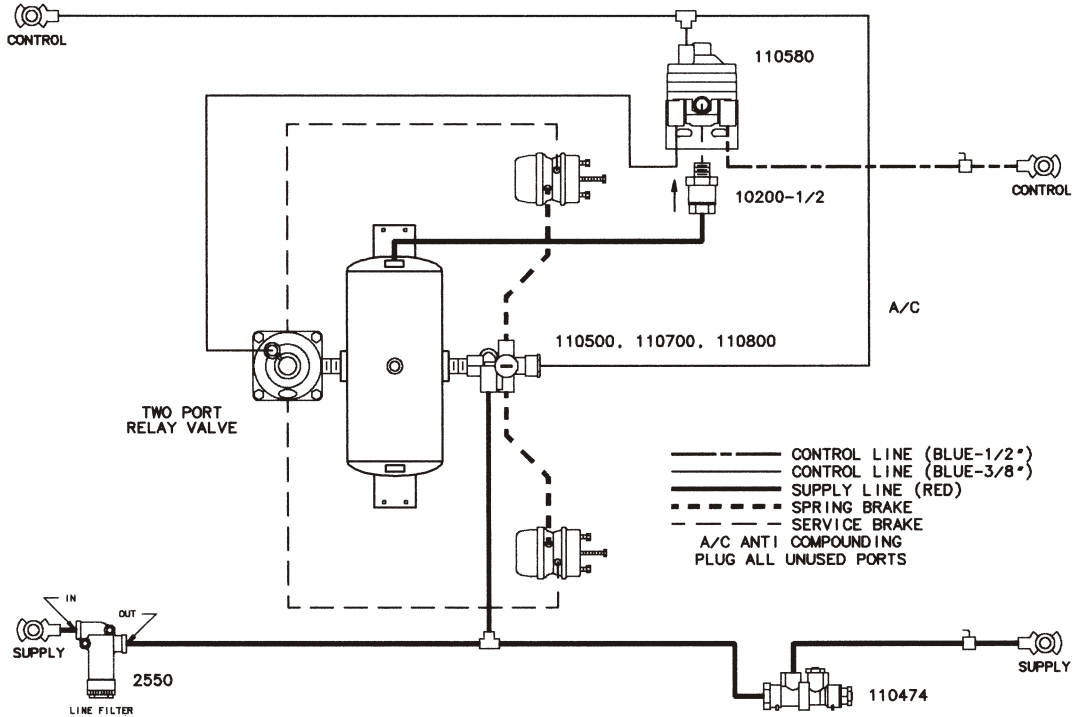 CONTROL
110580
10200-1/2
CONTROL
A/C
110500, 110700, 110800
TWO PORT
RELAY VALVE
CONTROL LINE (BLUE-1/2")
CONTROL LINE (BLUE-3/8")
SUPPLY LINE (RED)
SPRING BRAKE
SERVICE BRAKE
A/C ANTI COMPOUNDING
PLUG ALL UNUSED PORTS
IN
OUT
SUPPLY
2550
LINE FILTER
SUPPLY
110474